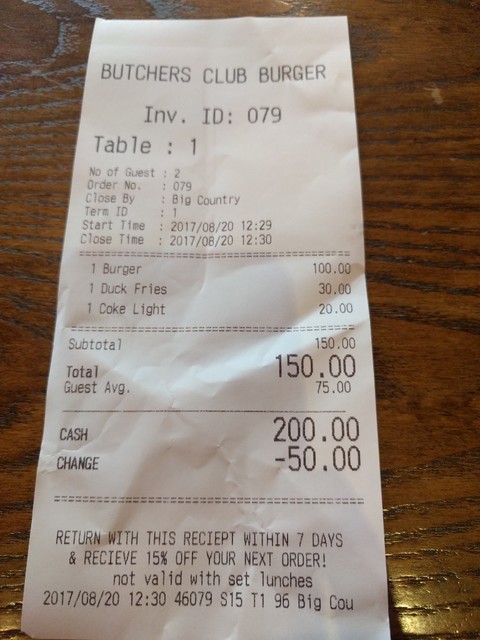 BUTCHERS CLUB BURGER
Inv. ID: 079
Table : 1
No of Guest : 2
Order No. : 079
Close By : Big Country
Term ID : 1
Start Time : 2017/08/20 12:29
Close Time : 2017/08/20 12:30
1 Burger 100.00
1 Duck Fries 30.00
1 Coke Light 20.00
Subtotal 150.00
Total 150.00
Guest Avg. 75.00
CASH 200.00
CHANGE -50.00
RETURN WITH THIS RECIEPT WITHIN 7 DAYS
& RECIEVE 15% OFF YOUR NEXT ORDER!
not valid with set lunches
2017/08/20 12:30 46079 S15 T1 96 Big Cou